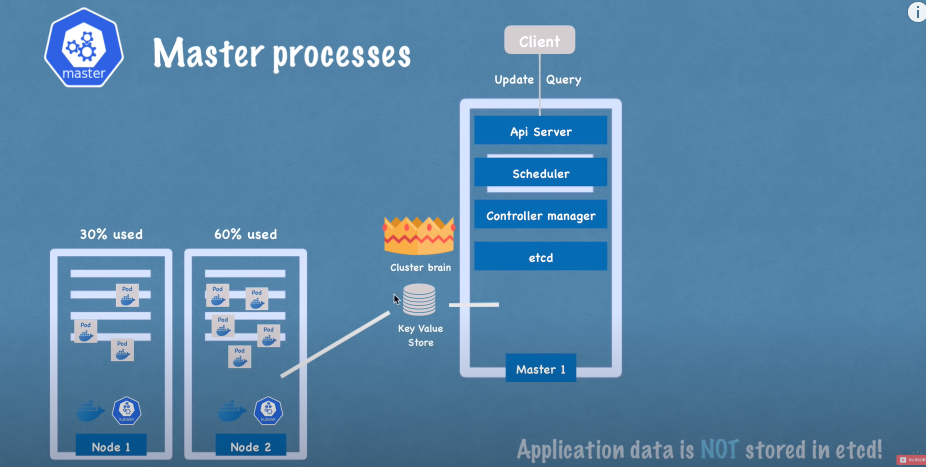 master
Master processes
Client
Update
Query
Api Server
Scheduler
Controller manager
etcd
Master 1
Cluster brain
Key Value
Store
30% used
60% used
Pod
Pod
Pod
Pod
Pod
Pod
Pod
Pod
kubelet
kubelet
Node 1
Node 2
Application data is NOT stored in etcd!
i